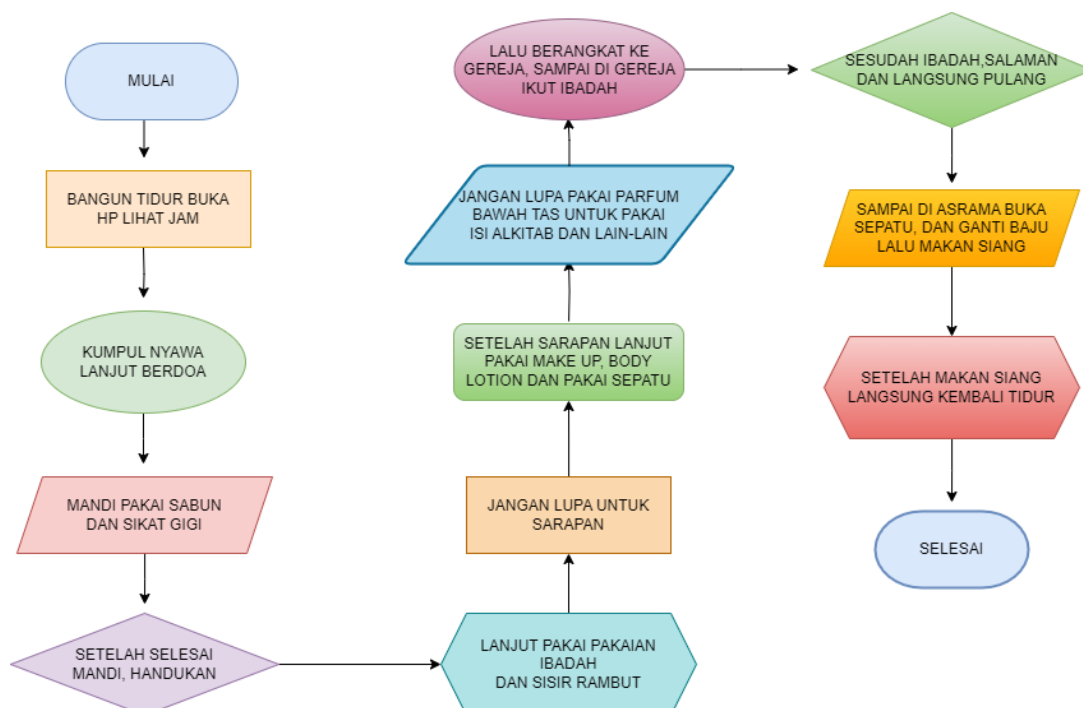 MULAI
BANGUN TIDUR BUKA
HP LIHAT JAM
KUMPUL NYAWA
LANJUT BERDOA
MANDI PAKAI SABUN
DAN SIKAT GIGI
SETELAH SELESAI
MANDI, HANDUKAN
LANJUT PAKAI PAKAIAN
IBADAH
DAN SISIR RAMBUT
JANGAN LUPA UNTUK
SARAPAN
SETELAH SARAPAN LANJUT
PAKAI MAKE UP, BODY
LOTION DAN PAKAI SEPATU
JANGAN LUPA PAKAI PARFUM
BAWAH TAS UNTUK PAKAI
ISI ALKITAB DAN LAIN-LAIN
LALU BERANGKAT KE
GEREJA, SAMPAI DI GEREJA
IKUT IBADAH
SESUDAH IBADAH,SALAMAN
DAN LANGSUNG PULANG
SAMPAI DI ASRAMA BUKA
SEPATU, DAN GANTI BAJU
LALU MAKAN SIANG
SETELAH MAKAN SIANG
LANGSUNG KEMBALI TIDUR
SELESAI